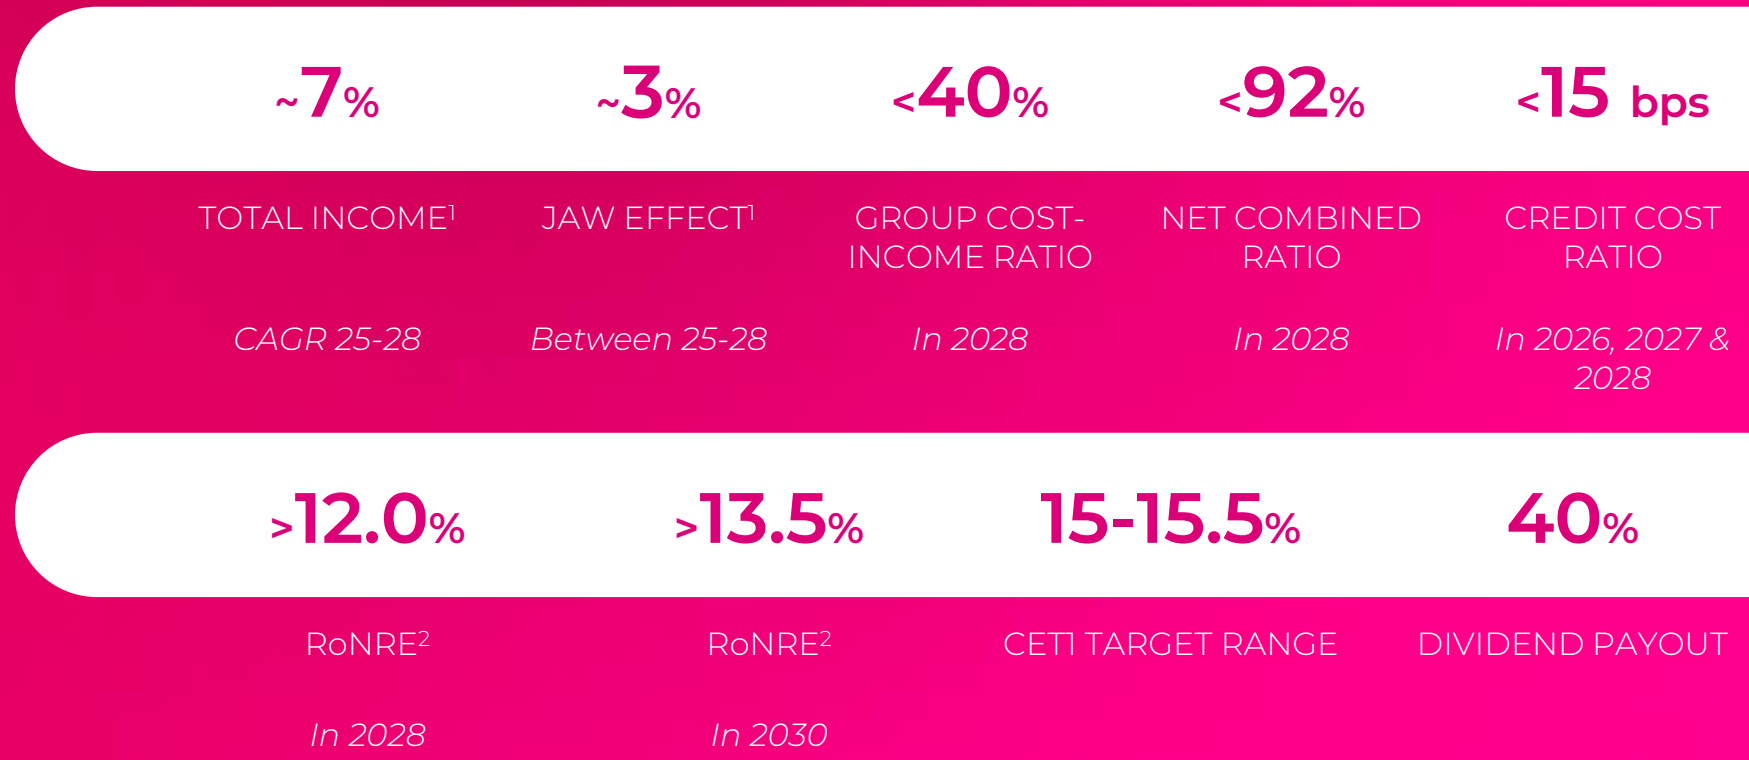 ~7% ~3% <40% <92% <15 bps
TOTAL INCOME¹ JAW EFFECT¹ GROUP COST- NET COMBINED CREDIT COST
INCOME RATIO RATIO RATIO
CAGR 25-28 Between 25-28 In 2028 In 2028 In 2026, 2027 &
2028
>12.0% >13.5% 15-15.5% 40%
RoNRE² RoNRE² CET1 TARGET RANGE DIVIDEND PAYOUT
In 2028 In 2030